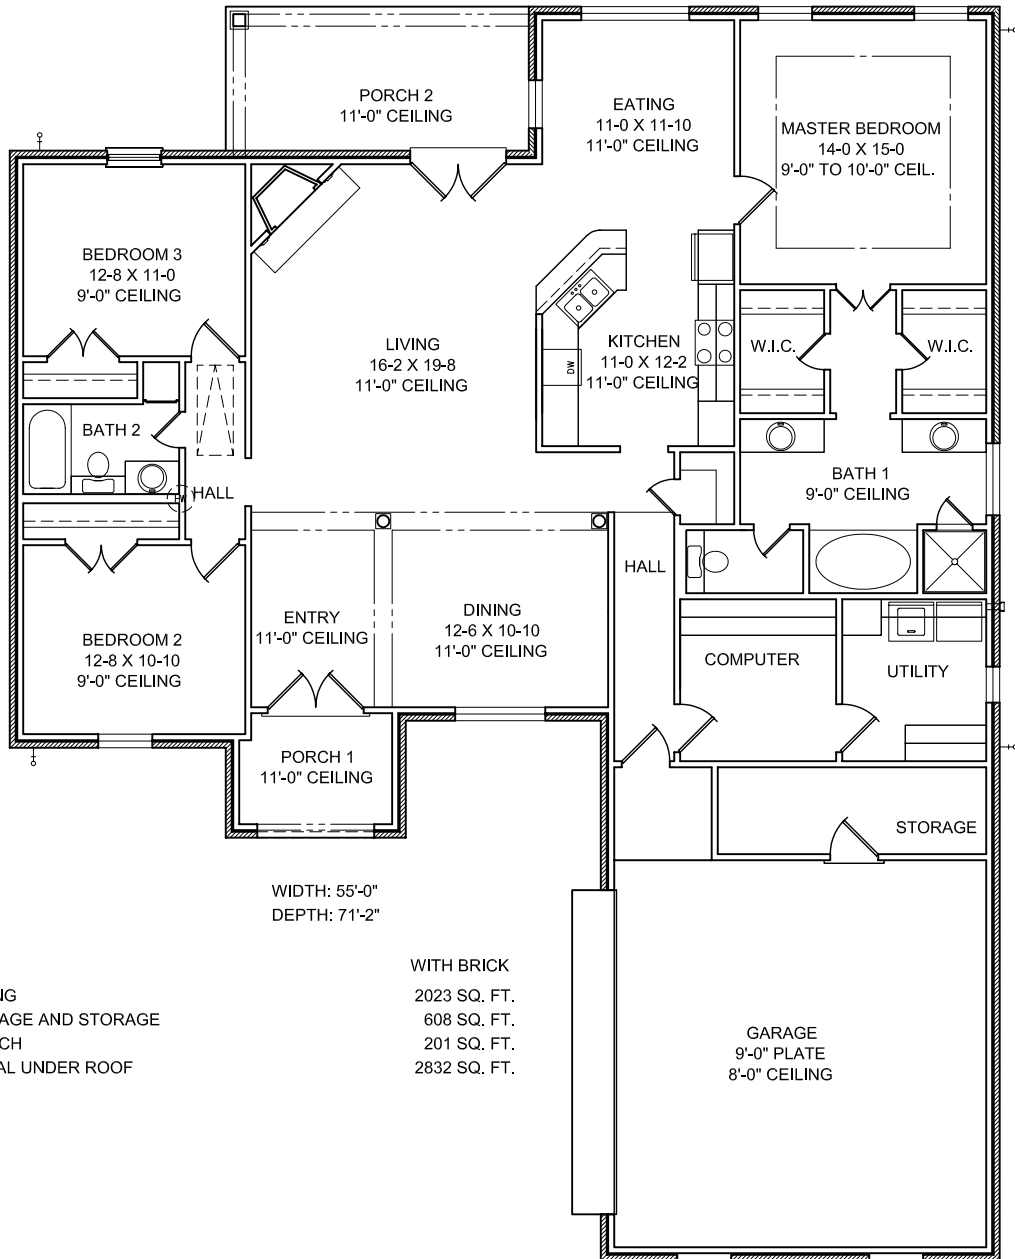 PORCH 2
11'-0" CEILING
EATING
11-0 X 11-10
11'-0" CEILING
MASTER BEDROOM
14-0 X 15-0
9'-0" TO 10'-0" CEIL.
BEDROOM 3
12-8 X 11-0
9'-0" CEILING
LIVING
16-2 X 19-8
11'-0" CEILING
KITCHEN
11-0 X 12-2
11'-0" CEILING
DW
W.I.C.
W.I.C.
BATH 2
HALL
BATH 1
9'-0" CEILING
HALL
ENTRY
11'-0" CEILING
DINING
12-6 X 10-10
11'-0" CEILING
BEDROOM 2
12-8 X 10-10
9'-0" CEILING
COMPUTER
UTILITY
PORCH 1
11'-0" CEILING
STORAGE
WIDTH: 55'-0"
DEPTH: 71'-2"
WITH BRICK
NG 2023 SQ. FT.
AGE AND STORAGE 608 SQ. FT.
CH 201 SQ. FT.
AL UNDER ROOF 2832 SQ. FT.
GARAGE
9'-0" PLATE
8'-0" CEILING